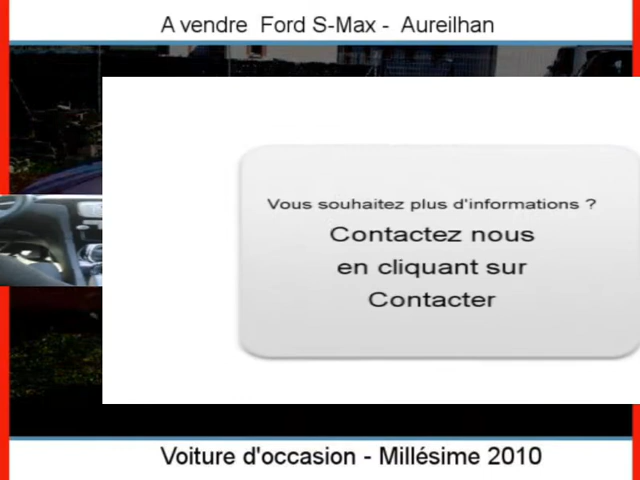 A vendre Ford S-Max - Aureilhan
Vous souhaitez plus d'informations ?
Contactez nous
en cliquant sur
Contacter
Voiture d'occasion - Millésime 2010